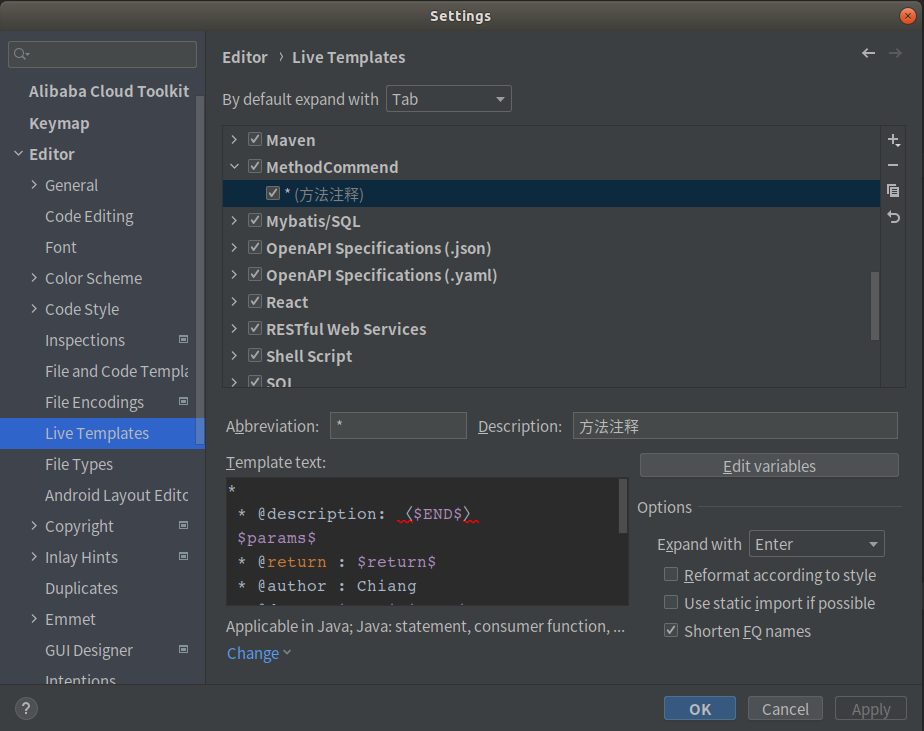 Settings
Alibaba Cloud Toolkit
Keymap
Editor
General
Code Editing
Font
Color Scheme
Code Style
Inspections
File and Code Templa
File Encodings
Live Templates
File Types
Android Layout Edito
Copyright
Inlay Hints
Duplicates
Emmet
GUI Designer
Intentions
Editor › Live Templates
By default expand with Tab
Maven
MethodCommend
* (方法注释)
Mybatis/SQL
OpenAPI Specifications (.json)
OpenAPI Specifications (.yaml)
React
RESTful Web Services
Shell Script
SQL
Abbreviation: * Description: 方法注释
Template text:
*
* @description: 〈$END$〉
$params$
* @return : $return$
* @author : Chiang
Applicable in Java; Java: statement, consumer function, ...
Change
Edit variables
Options
Expand with Enter
Reformat according to style
Use static import if possible
Shorten FQ names
?
OK Cancel Apply